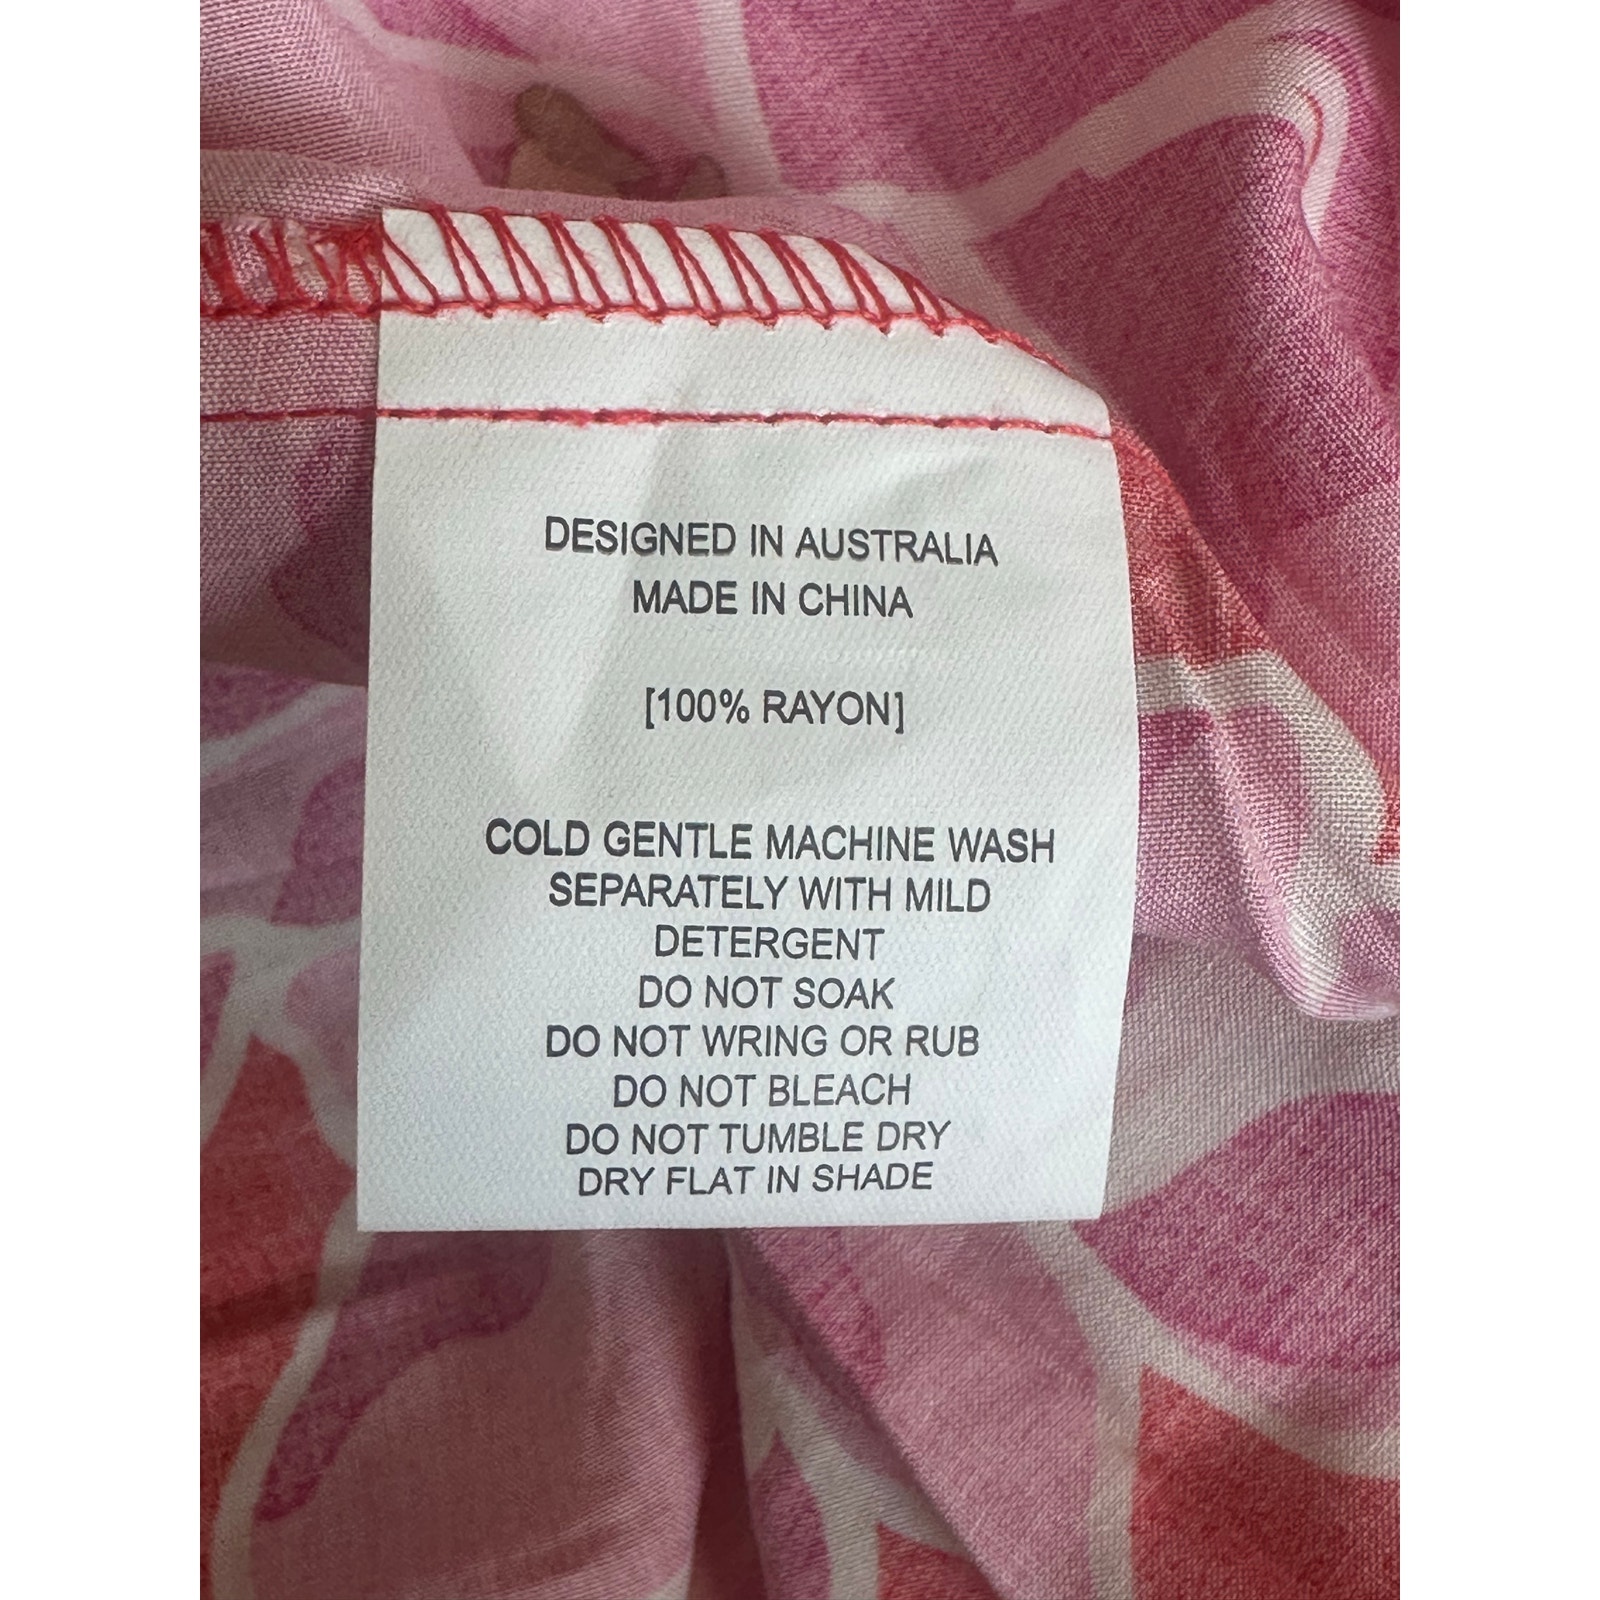 DESIGNED IN AUSTRALIA
MADE IN CHINA
[100% RAYON]
COLD GENTLE MACHINE WASH
SEPARATELY WITH MILD
DETERGENT
DO NOT SOAK
DO NOT WRING OR RUB
DO NOT BLEACH
DO NOT TUMBLE DRY
DRY FLAT IN SHADE